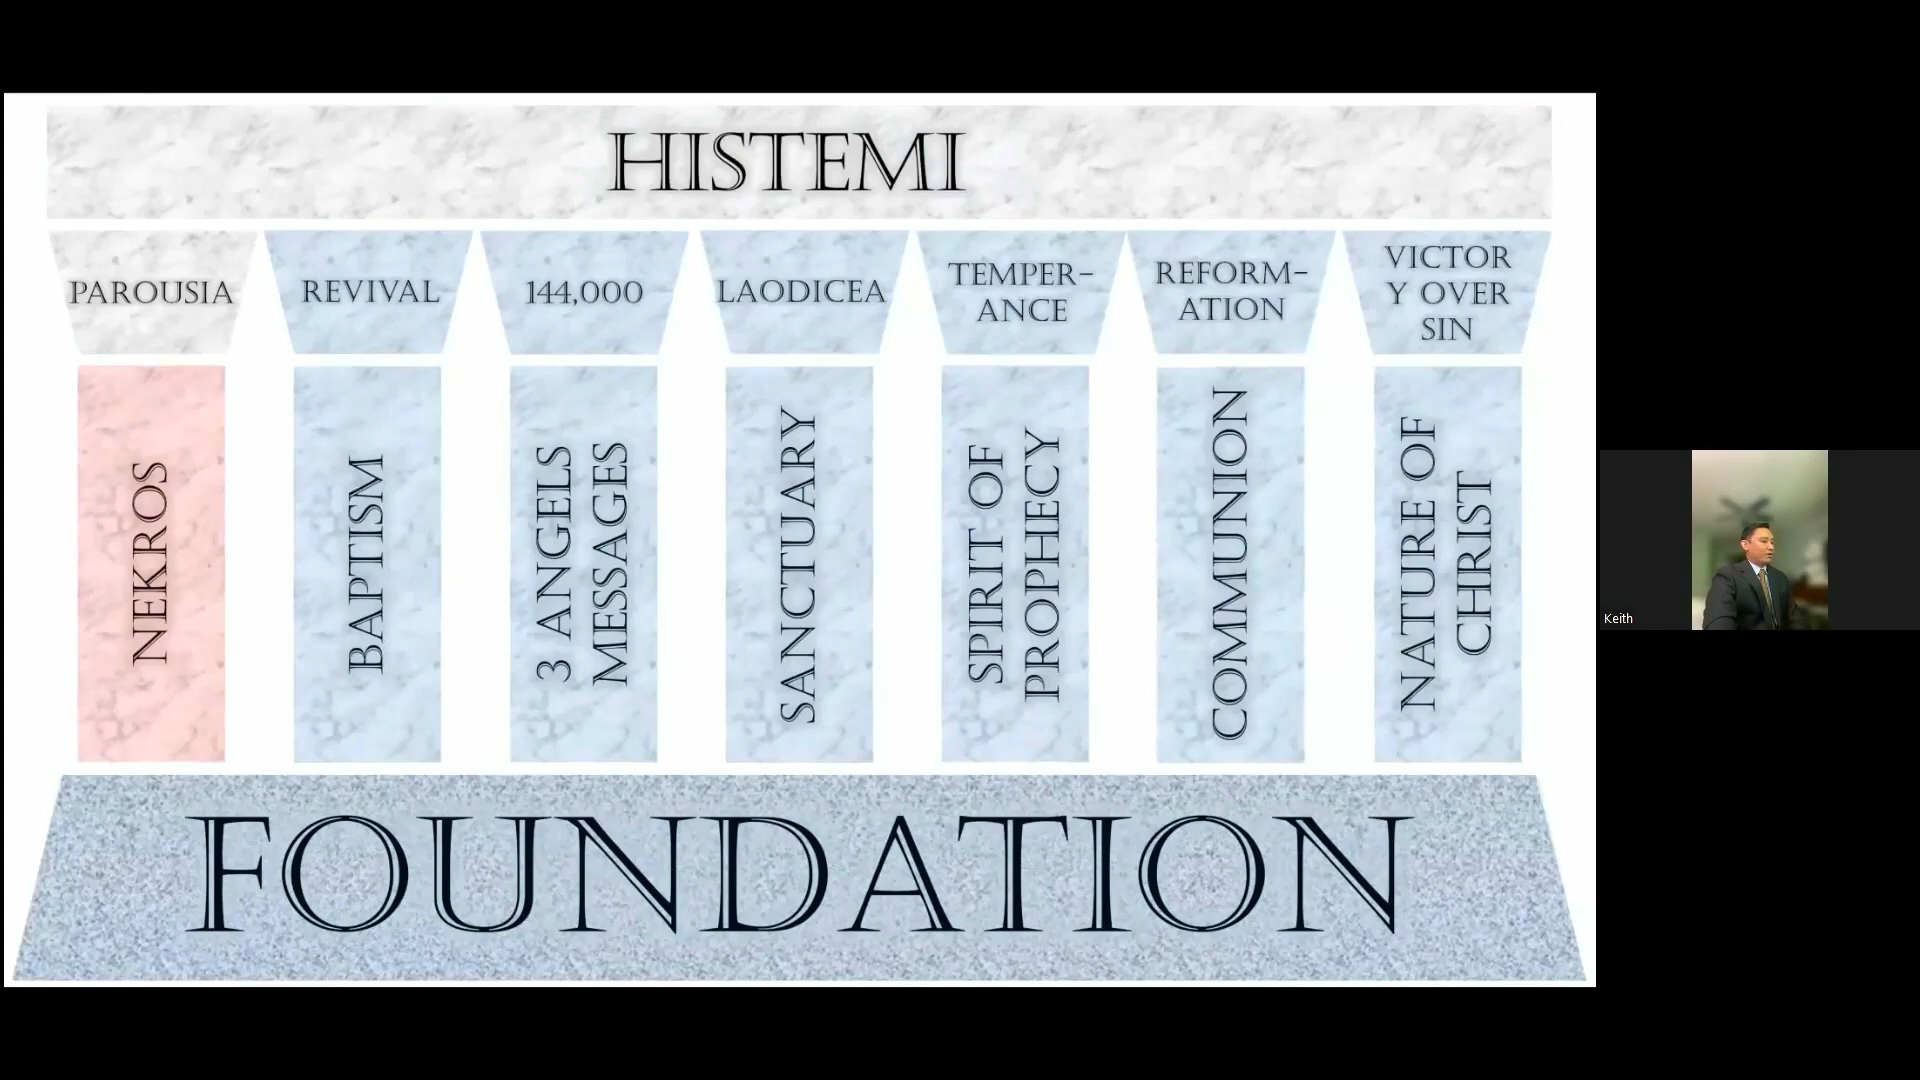 HISTEMI
PAROUSIA
REVIVAL
144,000
LAODICEA
TEMPER-
ANCE
REFORM-
ATION
VICTOR
Y OVER
SIN
NEKROS
BAPTISM
3 ANGELS
MESSAGES
SANCTUARY
SPIRIT OF
PROPHECY
COMMUNION
NATURE OF
CHRIST
FOUNDATION
Keith